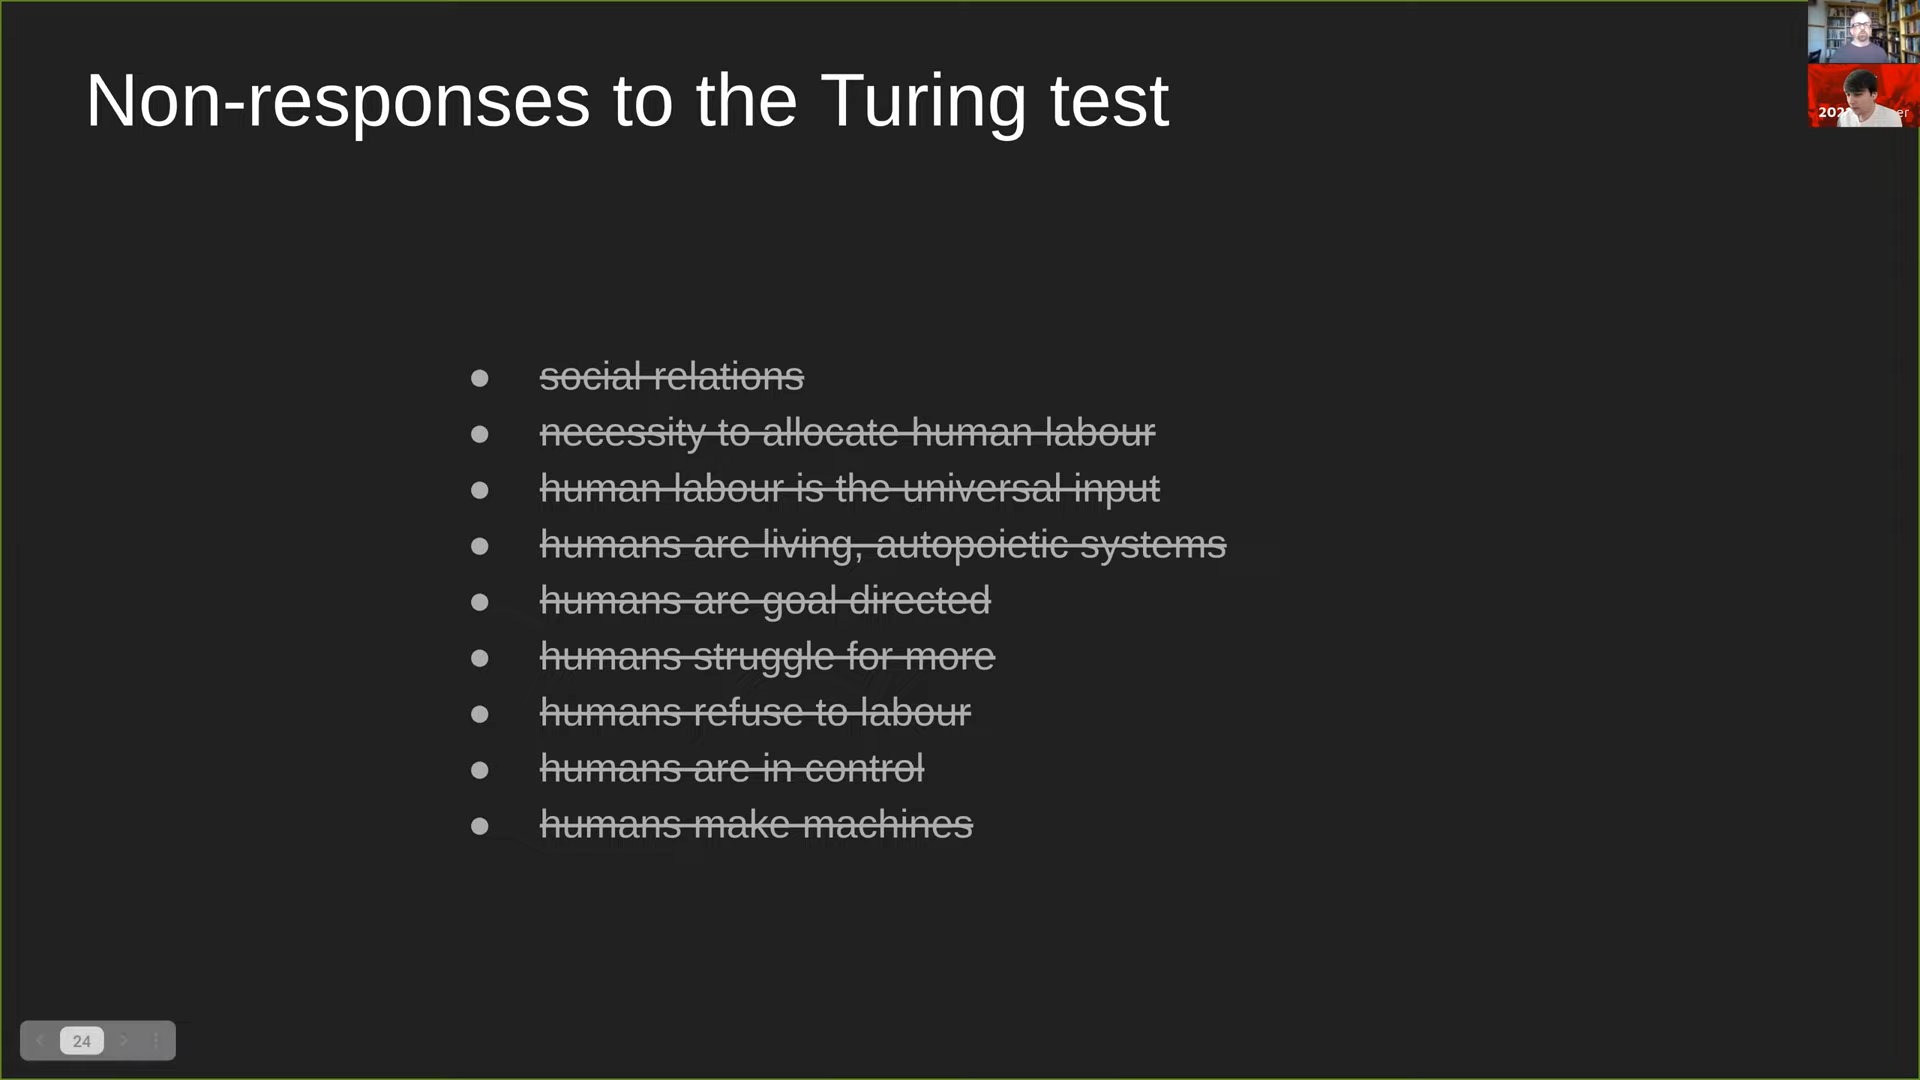 Non-responses to the Turing test
social relations
necessity to allocate human labour
human labour is the universal input
humans are living, autopoietic systems
humans are goal directed
humans struggle for more
humans refuse to labour
humans are in control
humans make machines
24